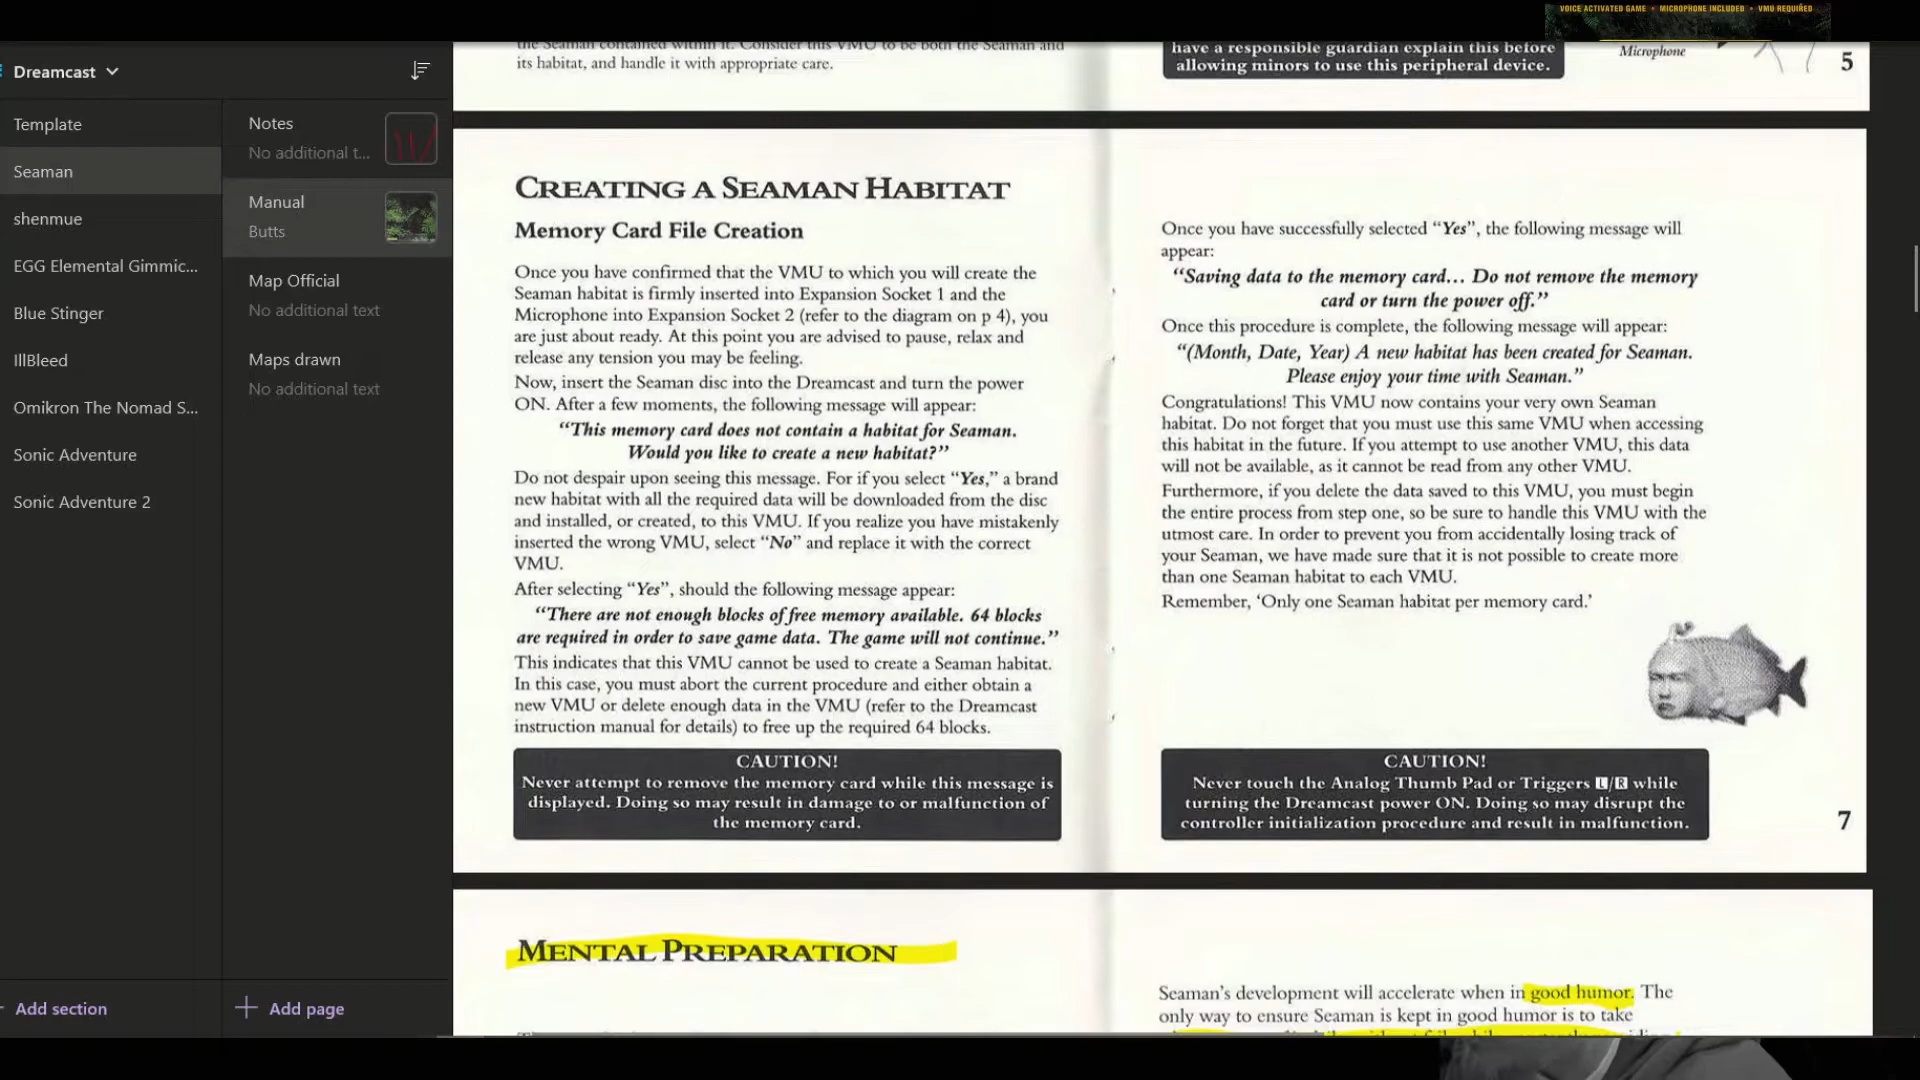 VOICE ACTIVATED GAME • MICROPHONE INCLUDED • VMU REQUIRED
Dreamcast
Template
Seaman
shenmue
EGG Elemental Gimmic...
Blue Stinger
IllBleed
Omikron The Nomad S...
Sonic Adventure
Sonic Adventure 2
Add section
Notes
No additional t...
Manual
Butts
Map Official
No additional text
Maps drawn
No additional text
Add page
the Seaman contained within it. Consider this VMU to be both the Seaman and
its habitat, and handle it with appropriate care.
have a responsible guardian explain this before
allowing minors to use this peripheral device.
Microphone
5
CREATING A SEAMAN HABITAT
Memory Card File Creation
Once you have confirmed that the VMU to which you will create the
Seaman habitat is firmly inserted into Expansion Socket 1 and the
Microphone into Expansion Socket 2 (refer to the diagram on p 4), you
are just about ready. At this point you are advised to pause, relax and
release any tension you may be feeling.
Now, insert the Seaman disc into the Dreamcast and turn the power
ON. After a few moments, the following message will appear:
“This memory card does not contain a habitat for Seaman.
Would you like to create a new habitat?”
Do not despair upon seeing this message. For if you select “Yes,” a brand
new habitat with all the required data will be downloaded from the disc
and installed, or created, to this VMU. If you realize you have mistakenly
inserted the wrong VMU, select “No” and replace it with the correct
VMU.
After selecting “Yes”, should the following message appear:
“There are not enough blocks of free memory available. 64 blocks
are required in order to save game data. The game will not continue.”
This indicates that this VMU cannot be used to create a Seaman habitat.
In this case, you must abort the current procedure and either obtain a
new VMU or delete enough data in the VMU (refer to the Dreamcast
instruction manual for details) to free up the required 64 blocks.
CAUTION!
Never attempt to remove the memory card while this message is
displayed. Doing so may result in damage to or malfunction of
the memory card.
Once you have successfully selected “Yes”, the following message will
appear:
“Saving data to the memory card... Do not remove the memory
card or turn the power off.”
Once this procedure is complete, the following message will appear:
“(Month, Date, Year) A new habitat has been created for Seaman.
Please enjoy your time with Seaman.”
Congratulations! This VMU now contains your very own Seaman
habitat. Do not forget that you must use this same VMU when accessing
this habitat in the future. If you attempt to use another VMU, this data
will not be available, as it cannot be read from any other VMU.
Furthermore, if you delete the data saved to this VMU, you must begin
the entire process from step one, so be sure to handle this VMU with the
utmost care. In order to prevent you from accidentally losing track of
your Seaman, we have made sure that it is not possible to create more
than one Seaman habitat to each VMU.
Remember, ‘Only one Seaman habitat per memory card.’
CAUTION!
Never touch the Analog Thumb Pad or Triggers L/R while
turning the Dreamcast power ON. Doing so may disrupt the
controller initialization procedure and result in malfunction.
7
MENTAL PREPARATION
Seaman’s development will accelerate when in good humor. The
only way to ensure Seaman is kept in good humor is to take